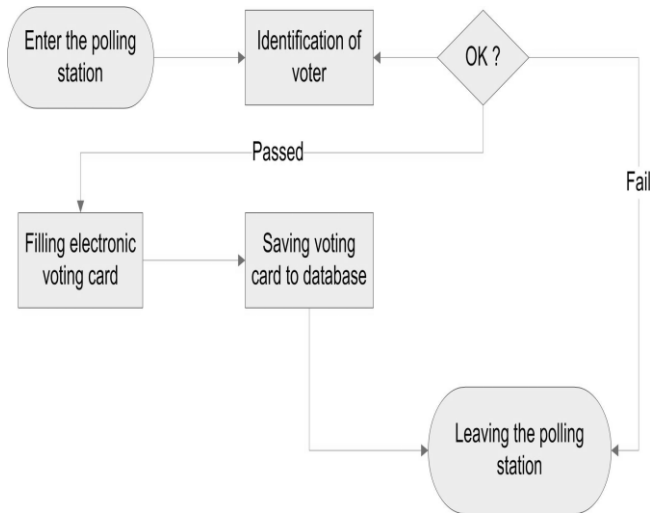 Enter the polling
station
Identification of
voter
OK ?
Passed
Fail
Filling electronic
voting card
Saving voting
card to database
Leaving the polling
station